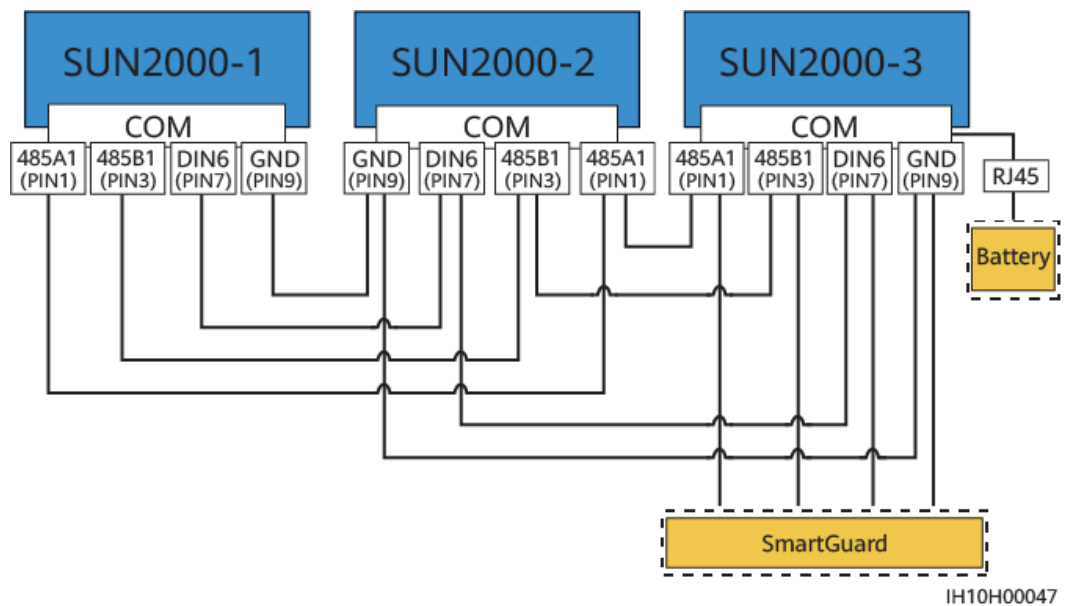 SUN2000-1
SUN2000-2
SUN2000-3
COM
COM
COM
485A1
(PIN1)
485B1
(PIN3)
DIN6
(PIN7)
GND
(PIN9)
GND
(PIN9)
DIN6
(PIN7)
485B1
(PIN3)
485A1
(PIN1)
485A1
(PIN1)
485B1
(PIN3)
DIN6
(PIN7)
GND
(PIN9)
RJ45
Battery
SmartGuard
IH10H00047